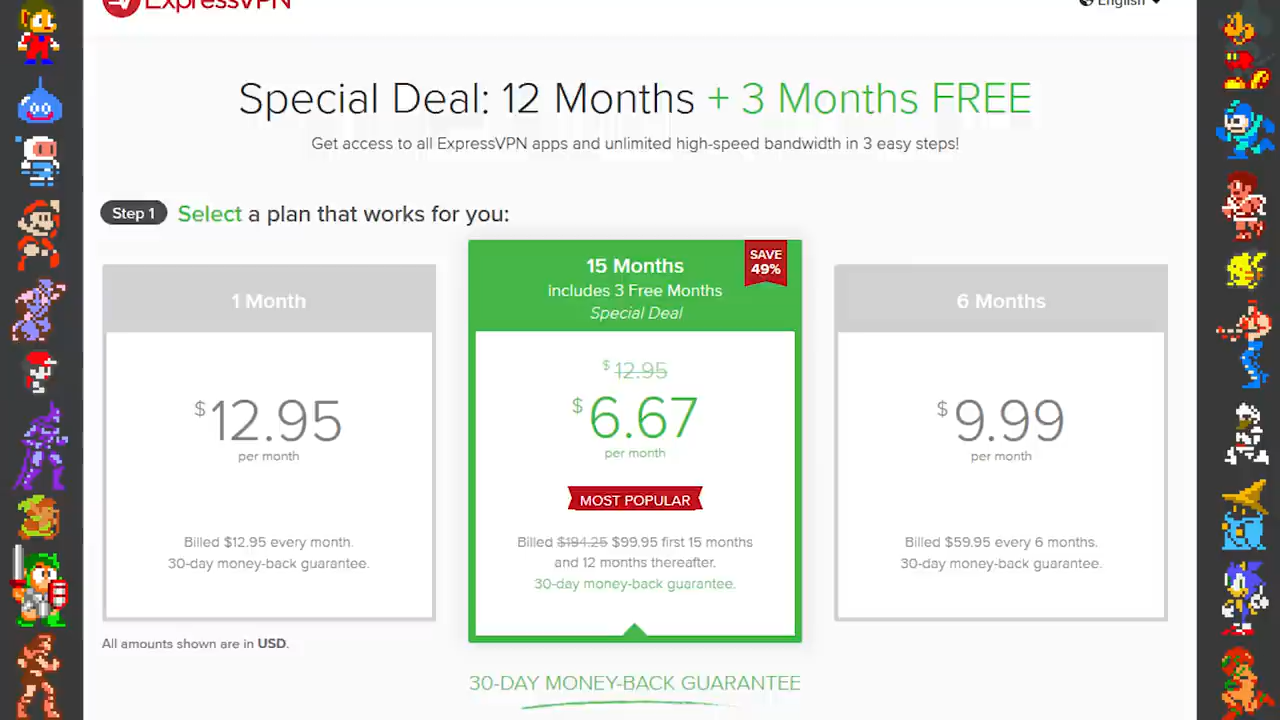 ExpressVPN
English
Special Deal: 12 Months + 3 Months FREE
Get access to all ExpressVPN apps and unlimited high-speed bandwidth in 3 easy steps!
Step 1 Select a plan that works for you:
1 Month
$12.95
per month
Billed $12.95 every month.
30-day money-back guarantee.
15 Months
includes 3 Free Months
Special Deal
SAVE
49%
$12.95
$6.67
per month
MOST POPULAR
Billed $194.25 $99.95 first 15 months
and 12 months thereafter.
30-day money-back guarantee.
6 Months
$9.99
per month
Billed $59.95 every 6 months.
30-day money-back guarantee.
All amounts shown are in USD.
30-DAY MONEY-BACK GUARANTEE